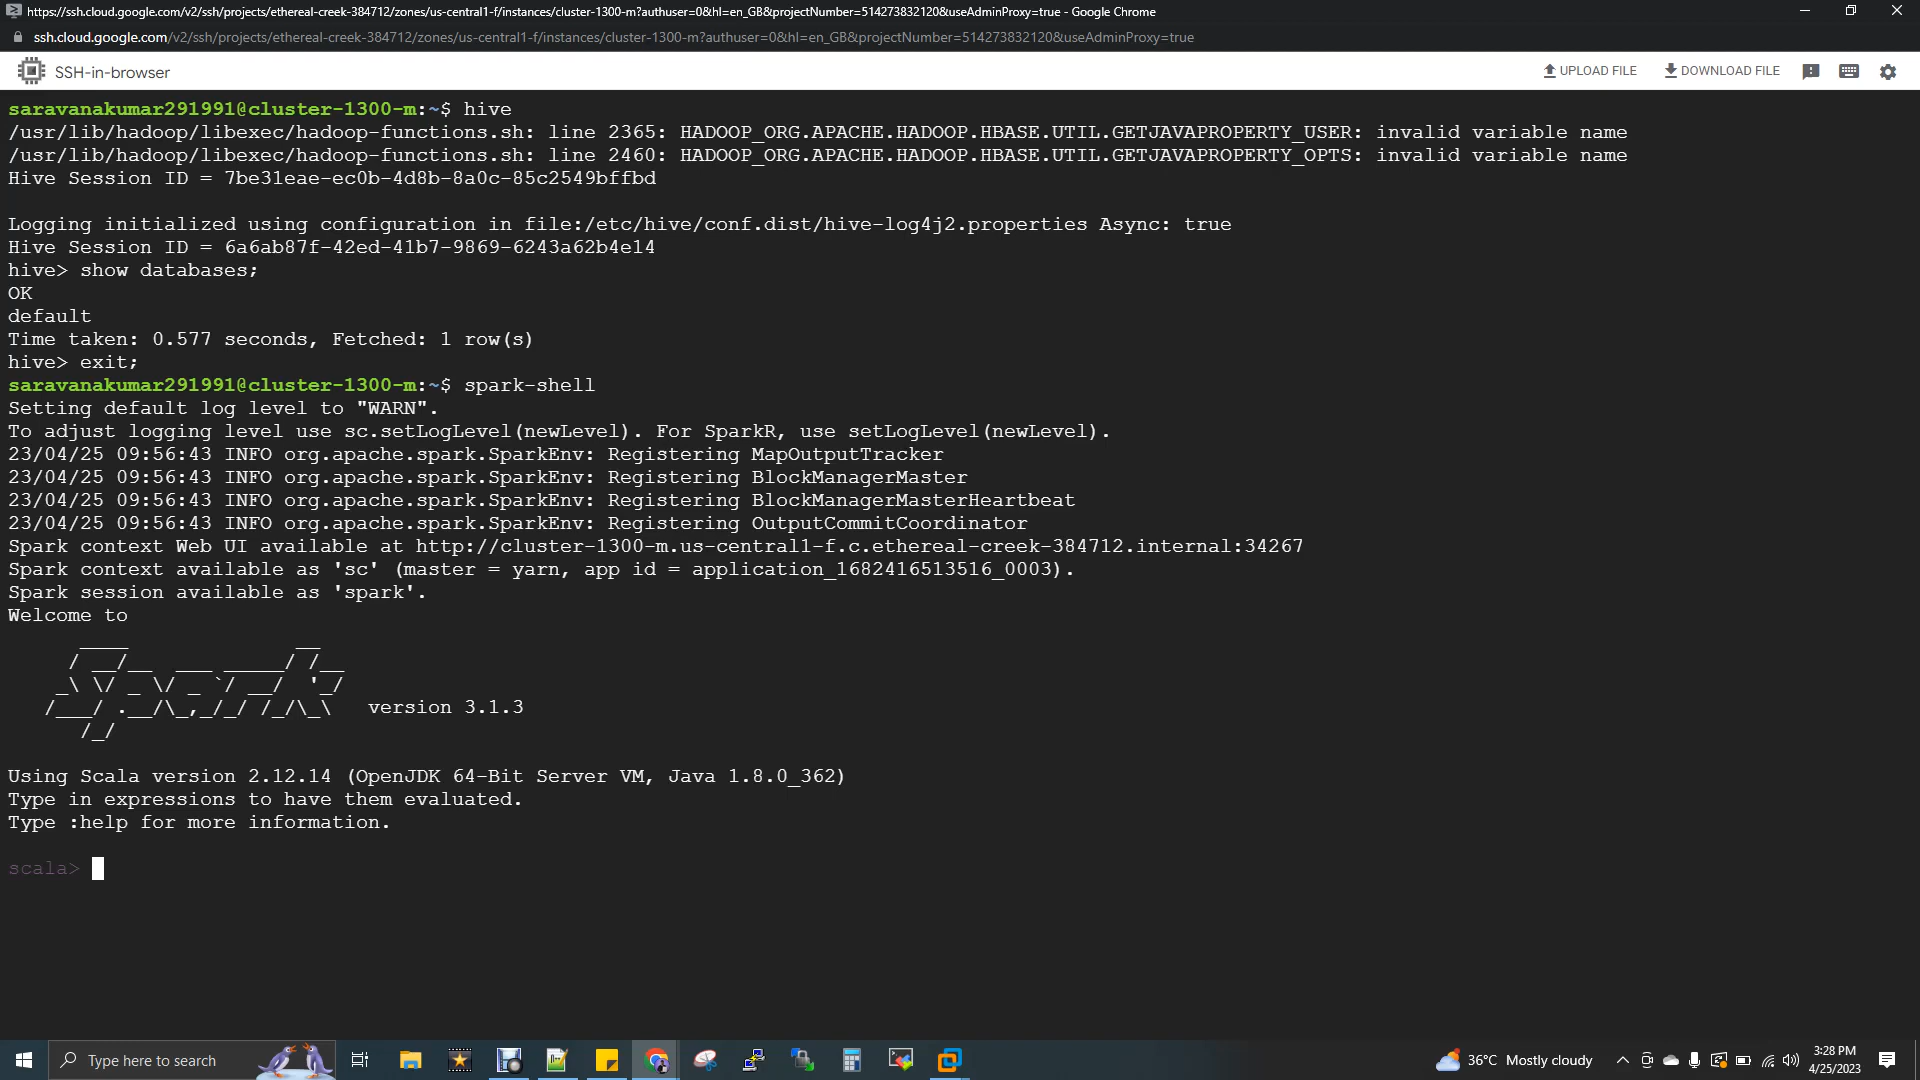 https://ssh.cloud.google.com/v2/ssh/projects/ethereal-creek-384712/zones/us-central1-f/instances/cluster-1300-m?authuser=0&hl=en_GB&projectNumber=514273832120&useAdminProxy=true - Google Chrome
ssh.cloud.google.com/v2/ssh/projects/ethereal-creek-384712/zones/us-central1-f/instances/cluster-1300-m?authuser=0&hl=en_GB&projectNumber=514273832120&useAdminProxy=true
SSH-in-browser
UPLOAD FILE
DOWNLOAD FILE
saravanakumar291991@cluster-1300-m:~$ hive
/usr/lib/hadoop/libexec/hadoop-functions.sh: line 2365: HADOOP_ORG.APACHE.HADOOP.HBASE.UTIL.GETJAVAPROPERTY_USER: invalid variable name
/usr/lib/hadoop/libexec/hadoop-functions.sh: line 2460: HADOOP_ORG.APACHE.HADOOP.HBASE.UTIL.GETJAVAPROPERTY_OPTS: invalid variable name
Hive Session ID = 7be31eae-ec0b-4d8b-8a0c-85c2549bffbd
Logging initialized using configuration in file:/etc/hive/conf.dist/hive-log4j2.properties Async: true
Hive Session ID = 6a6ab87f-42ed-41b7-9869-6243a62b4e14
hive> show databases;
OK
default
Time taken: 0.577 seconds, Fetched: 1 row(s)
hive> exit;
saravanakumar291991@cluster-1300-m:~$ spark-shell
Setting default log level to "WARN".
To adjust logging level use sc.setLogLevel(newLevel). For SparkR, use setLogLevel(newLevel).
23/04/25 09:56:43 INFO org.apache.spark.SparkEnv: Registering MapOutputTracker
23/04/25 09:56:43 INFO org.apache.spark.SparkEnv: Registering BlockManagerMaster
23/04/25 09:56:43 INFO org.apache.spark.SparkEnv: Registering BlockManagerMasterHeartbeat
23/04/25 09:56:43 INFO org.apache.spark.SparkEnv: Registering OutputCommitCoordinator
Spark context Web UI available at http://cluster-1300-m.us-central1-f.c.ethereal-creek-384712.internal:34267
Spark context available as 'sc' (master = yarn, app id = application_1682416513516_0003).
Spark session available as 'spark'.
Welcome to
      ____              __
     / __/__  ___ _____/ /__
    _\ \/ _ \/ _ `/ __/  '_/
   /___/ .__/\_,_/_/ /_/\_\   version 3.1.3
      /_/
Using Scala version 2.12.14 (OpenJDK 64-Bit Server VM, Java 1.8.0_362)
Type in expressions to have them evaluated.
Type :help for more information.
scala>
Type here to search
36°C Mostly cloudy
3:28 PM
4/25/2023